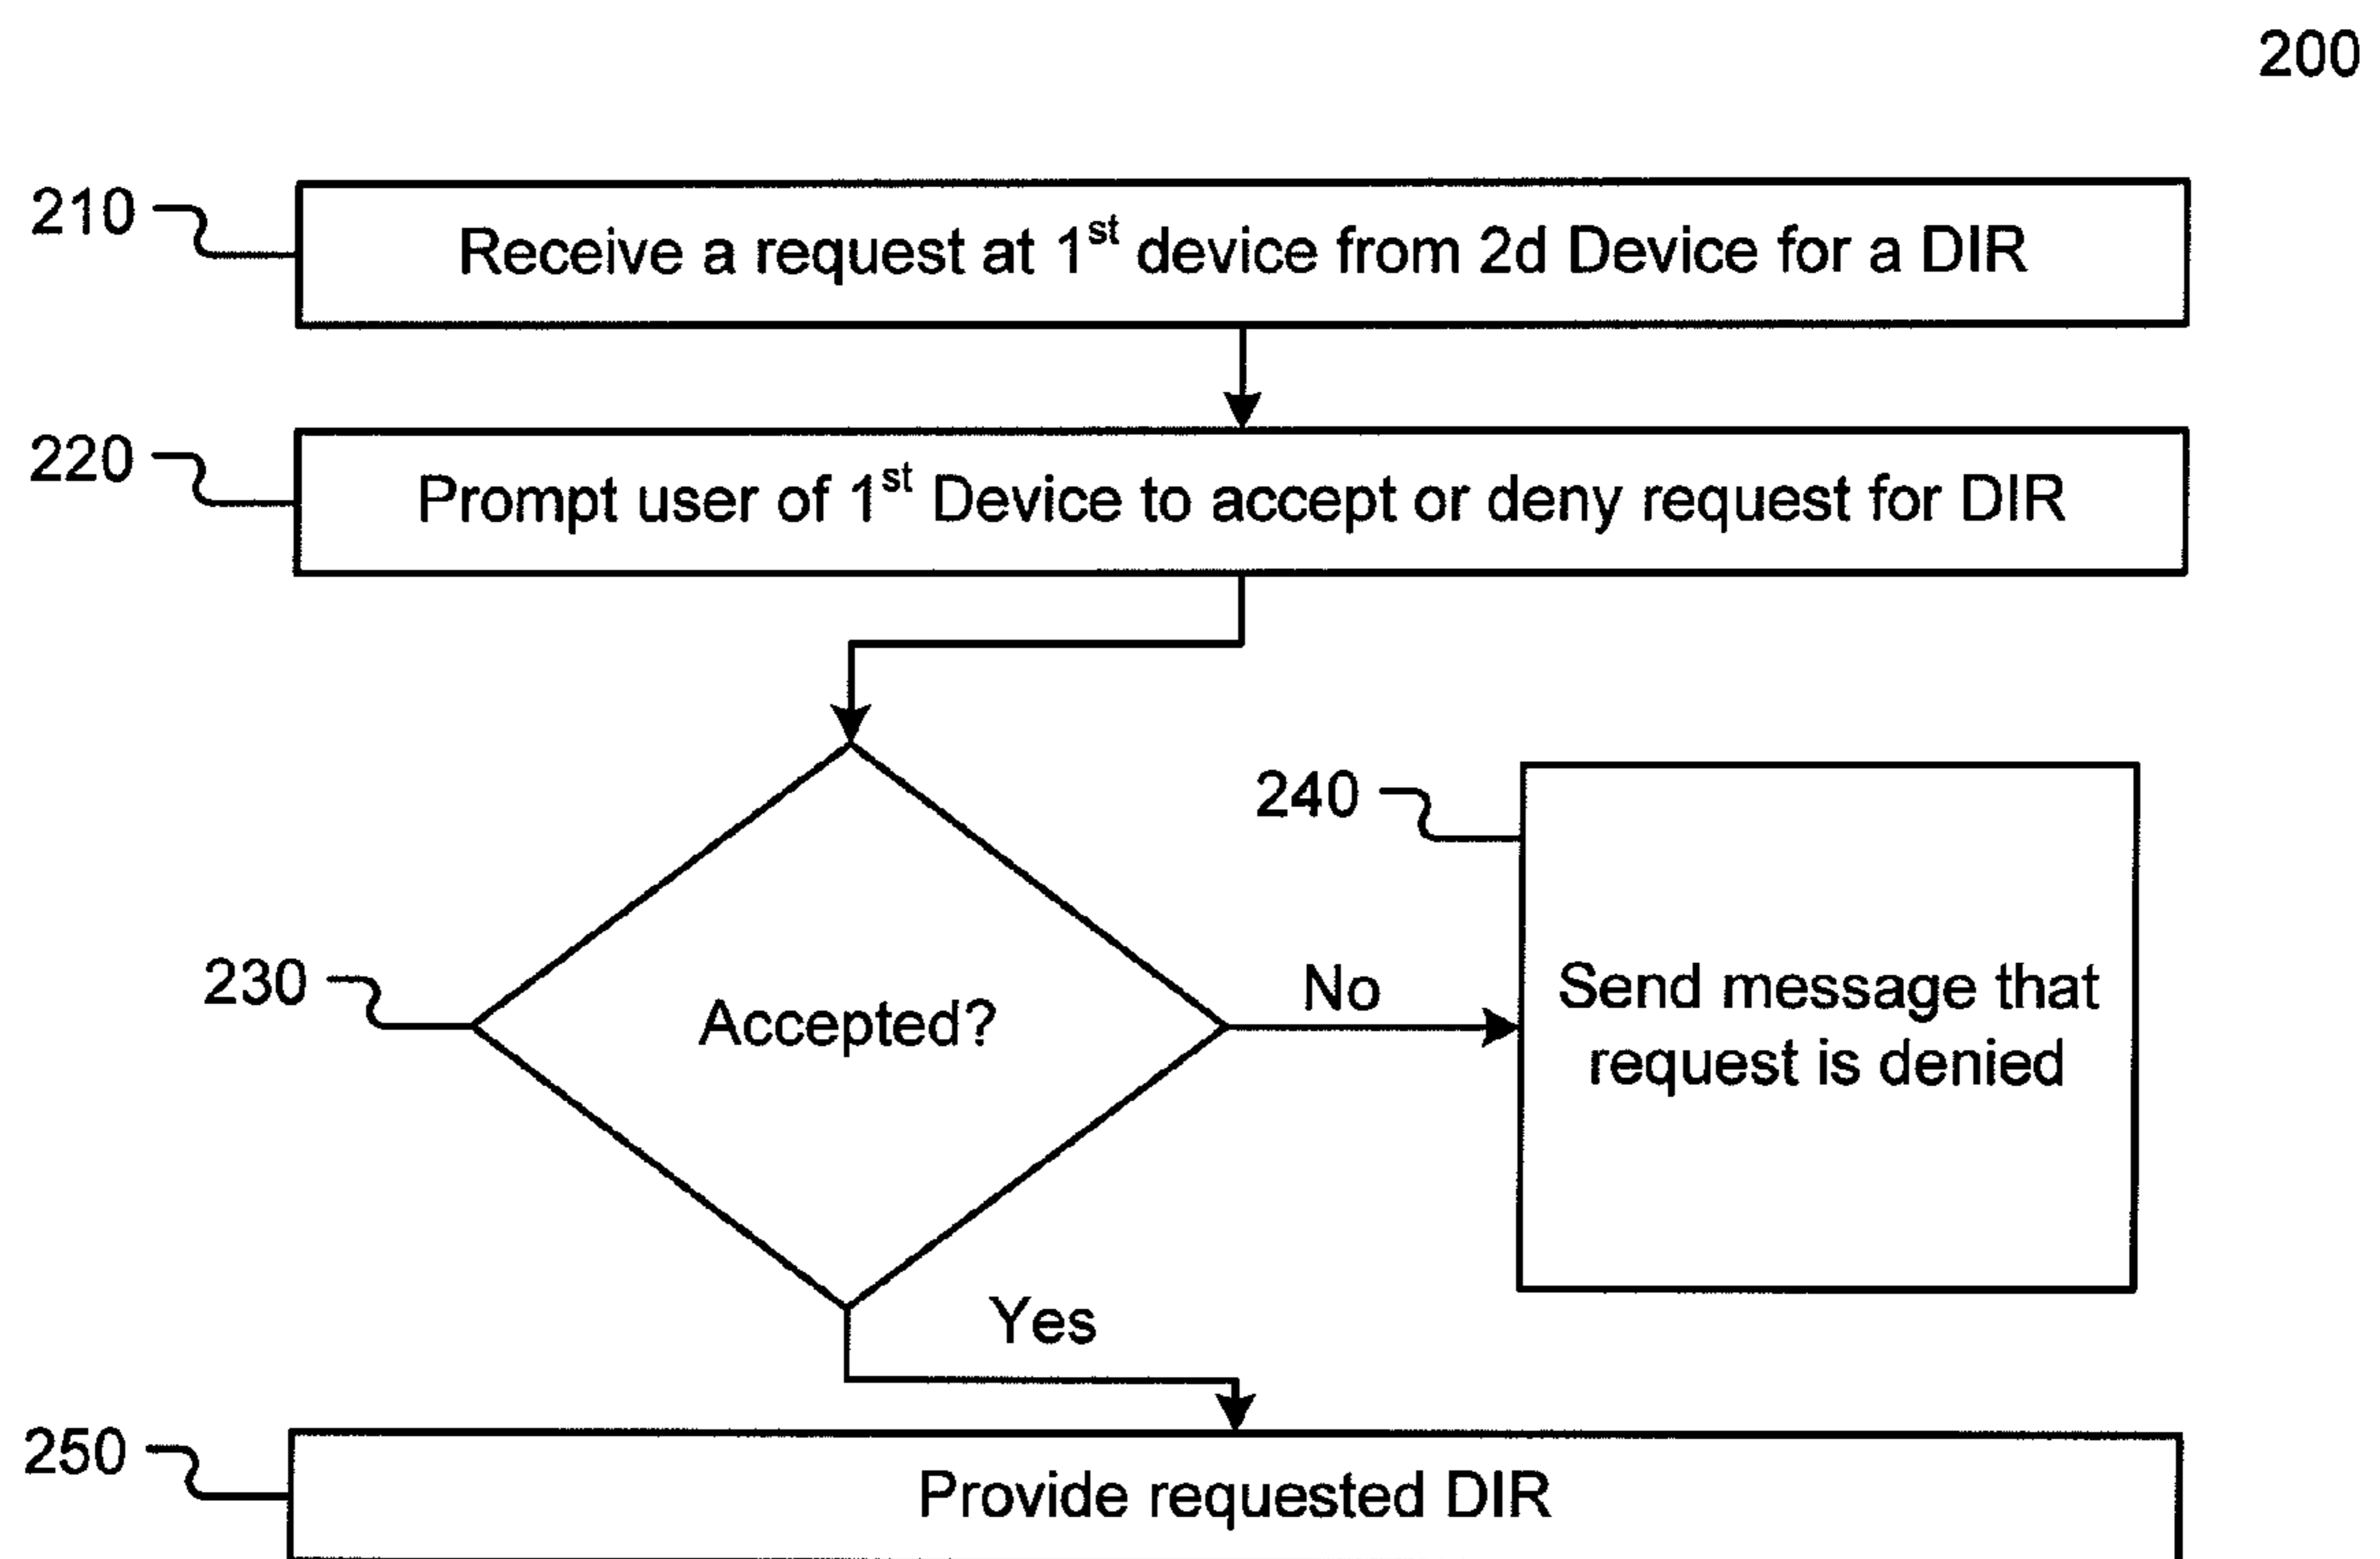 200
210
Receive a request at 1st device from 2d Device for a DIR
220
Prompt user of 1st Device to accept or deny request for DIR
230
Accepted?
No
240
Send message that
request is denied
Yes
250
Provide requested DIR